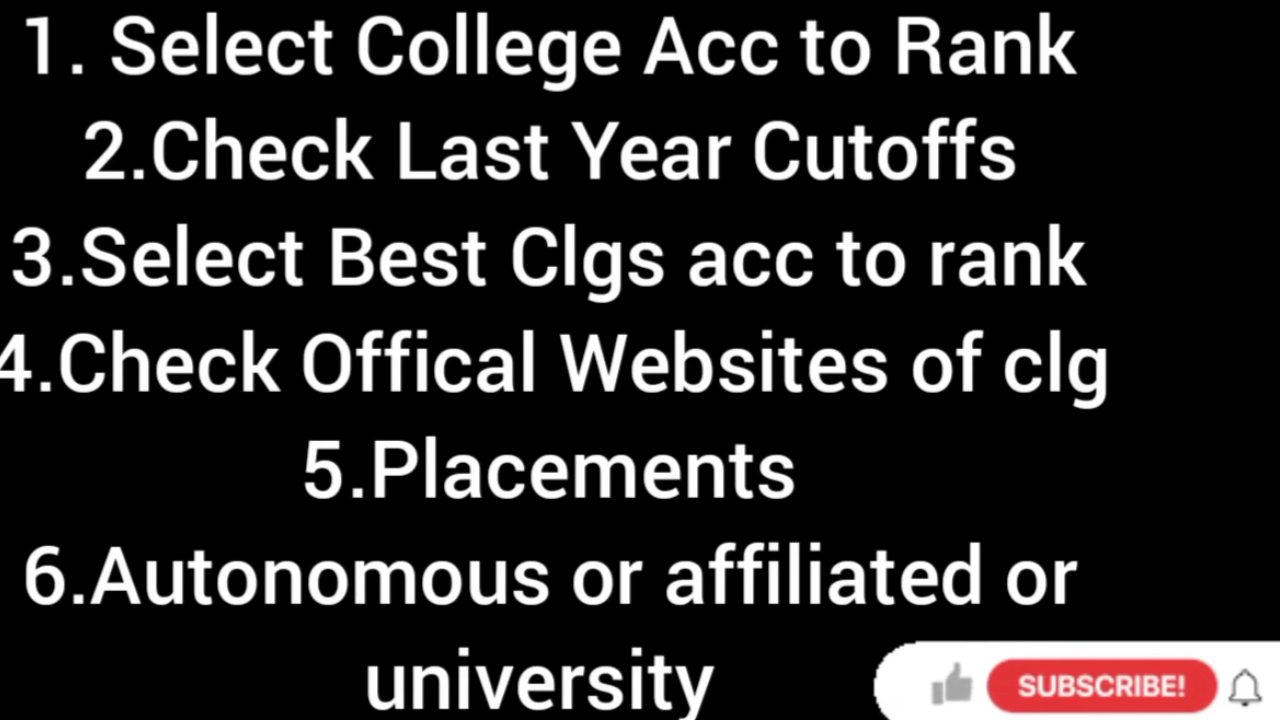 1. Select College Acc to Rank
2.Check Last Year Cutoffs
3.Select Best Clgs acc to rank
4.Check Offical Websites of clg
5.Placements
6.Autonomous or affiliated or
university
SUBSCRIBE!